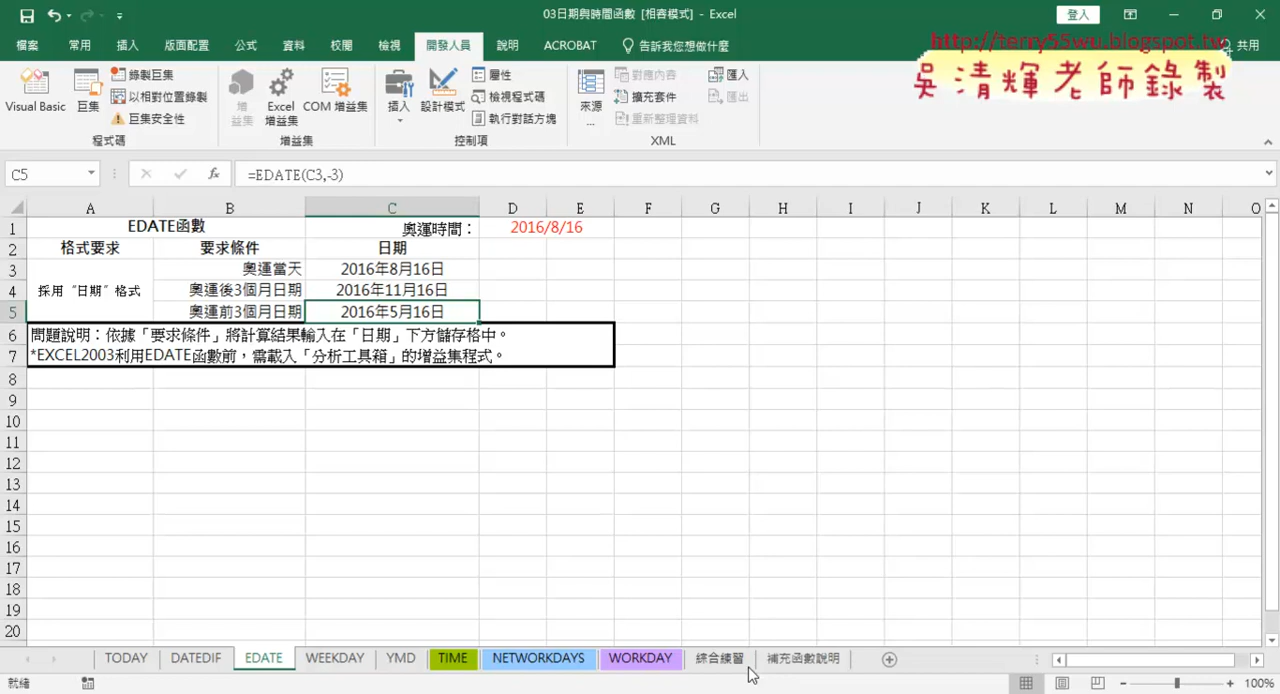 03日期與時間函數 [相容模式] - Excel
登入
檔案 常用 插入 版面配置 公式 資料 校閱 檢視 開發人員 說明 ACROBAT 告訴我您想做什麼
http://terry55wu.blogspot.tw
共用
吳清輝老師錄製
Visual Basic 巨集 錄製巨集 以相對位置錄製 巨集安全性
程式碼
增益集 Excel 增益集 COM 增益集
增益集
插入 設計模式 屬性 檢視程式碼 執行對話方塊
控制項
來源... 對應內容 擴充套件 重新整理資料 匯入 匯出
XML
C5 fx =EDATE(C3,-3)
A B C D E F G H I J K L M N O
1 EDATE函數 奧運時間： 2016/8/16
2 格式要求 要求條件 日期
3 奧運當天 2016年8月16日
4 採用 "日期" 格式 奧運後3個月日期 2016年11月16日
5 奧運前3個月日期 2016年5月16日
6 問題說明：依據「要求條件」將計算結果輸入在「日期」下方儲存格中。
7 *EXCEL2003利用EDATE函數前，需載入「分析工具箱」的增益集程式。
8
9
10
11
12
13
14
15
16
17
18
19
20
TODAY DATEDIF EDATE WEEKDAY YMD TIME NETWORKDAYS WORKDAY 綜合練習 補充函數說明
就緒 100%